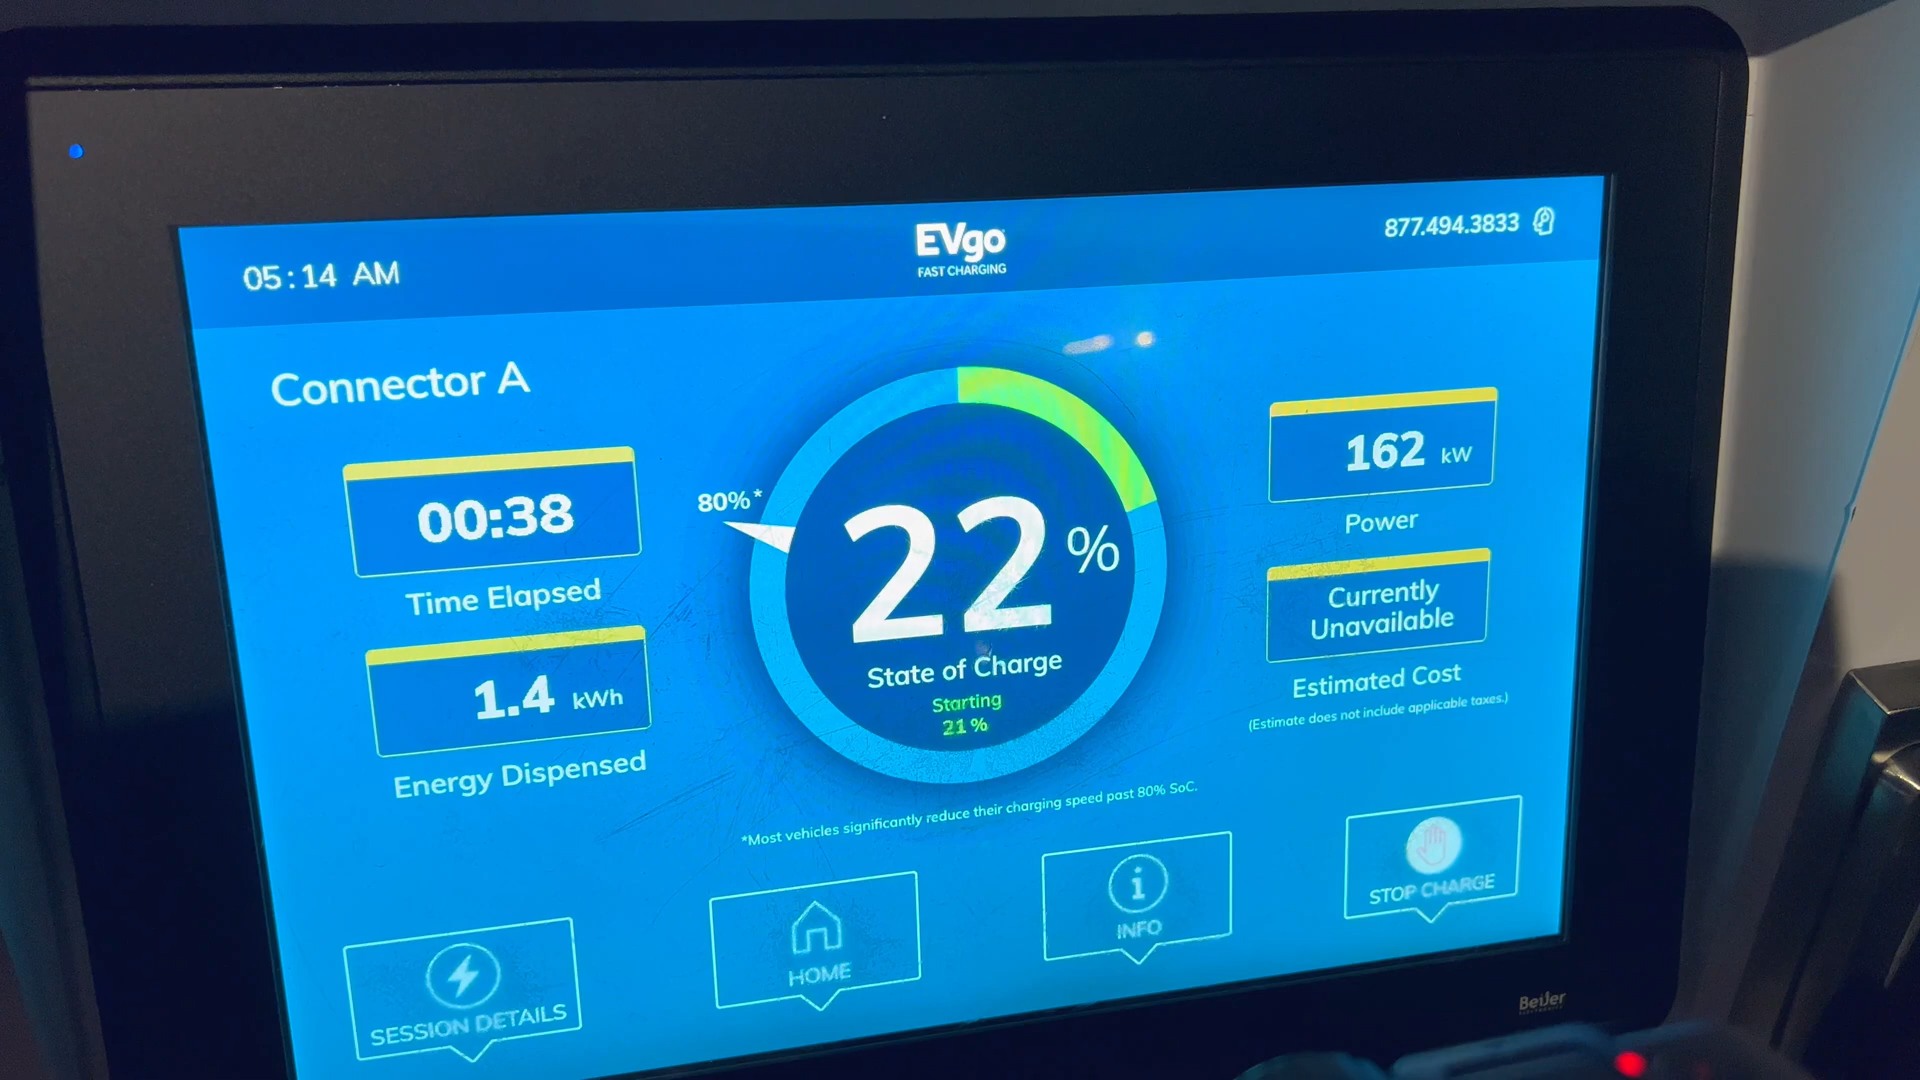 05:14 AM
EVgo
FAST CHARGING
877.494.3833
Connector A
00:38
Time Elapsed
1.4 kWh
Energy Dispensed
80%*
22%
State of Charge
Starting
21%
162 kW
Power
Currently
Unavailable
Estimated Cost
(Estimate does not include applicable taxes.)
*Most vehicles significantly reduce their charging speed past 80% SoC.
SESSION DETAILS
HOME
INFO
STOP CHARGE
Beijer
ELECTRONICS